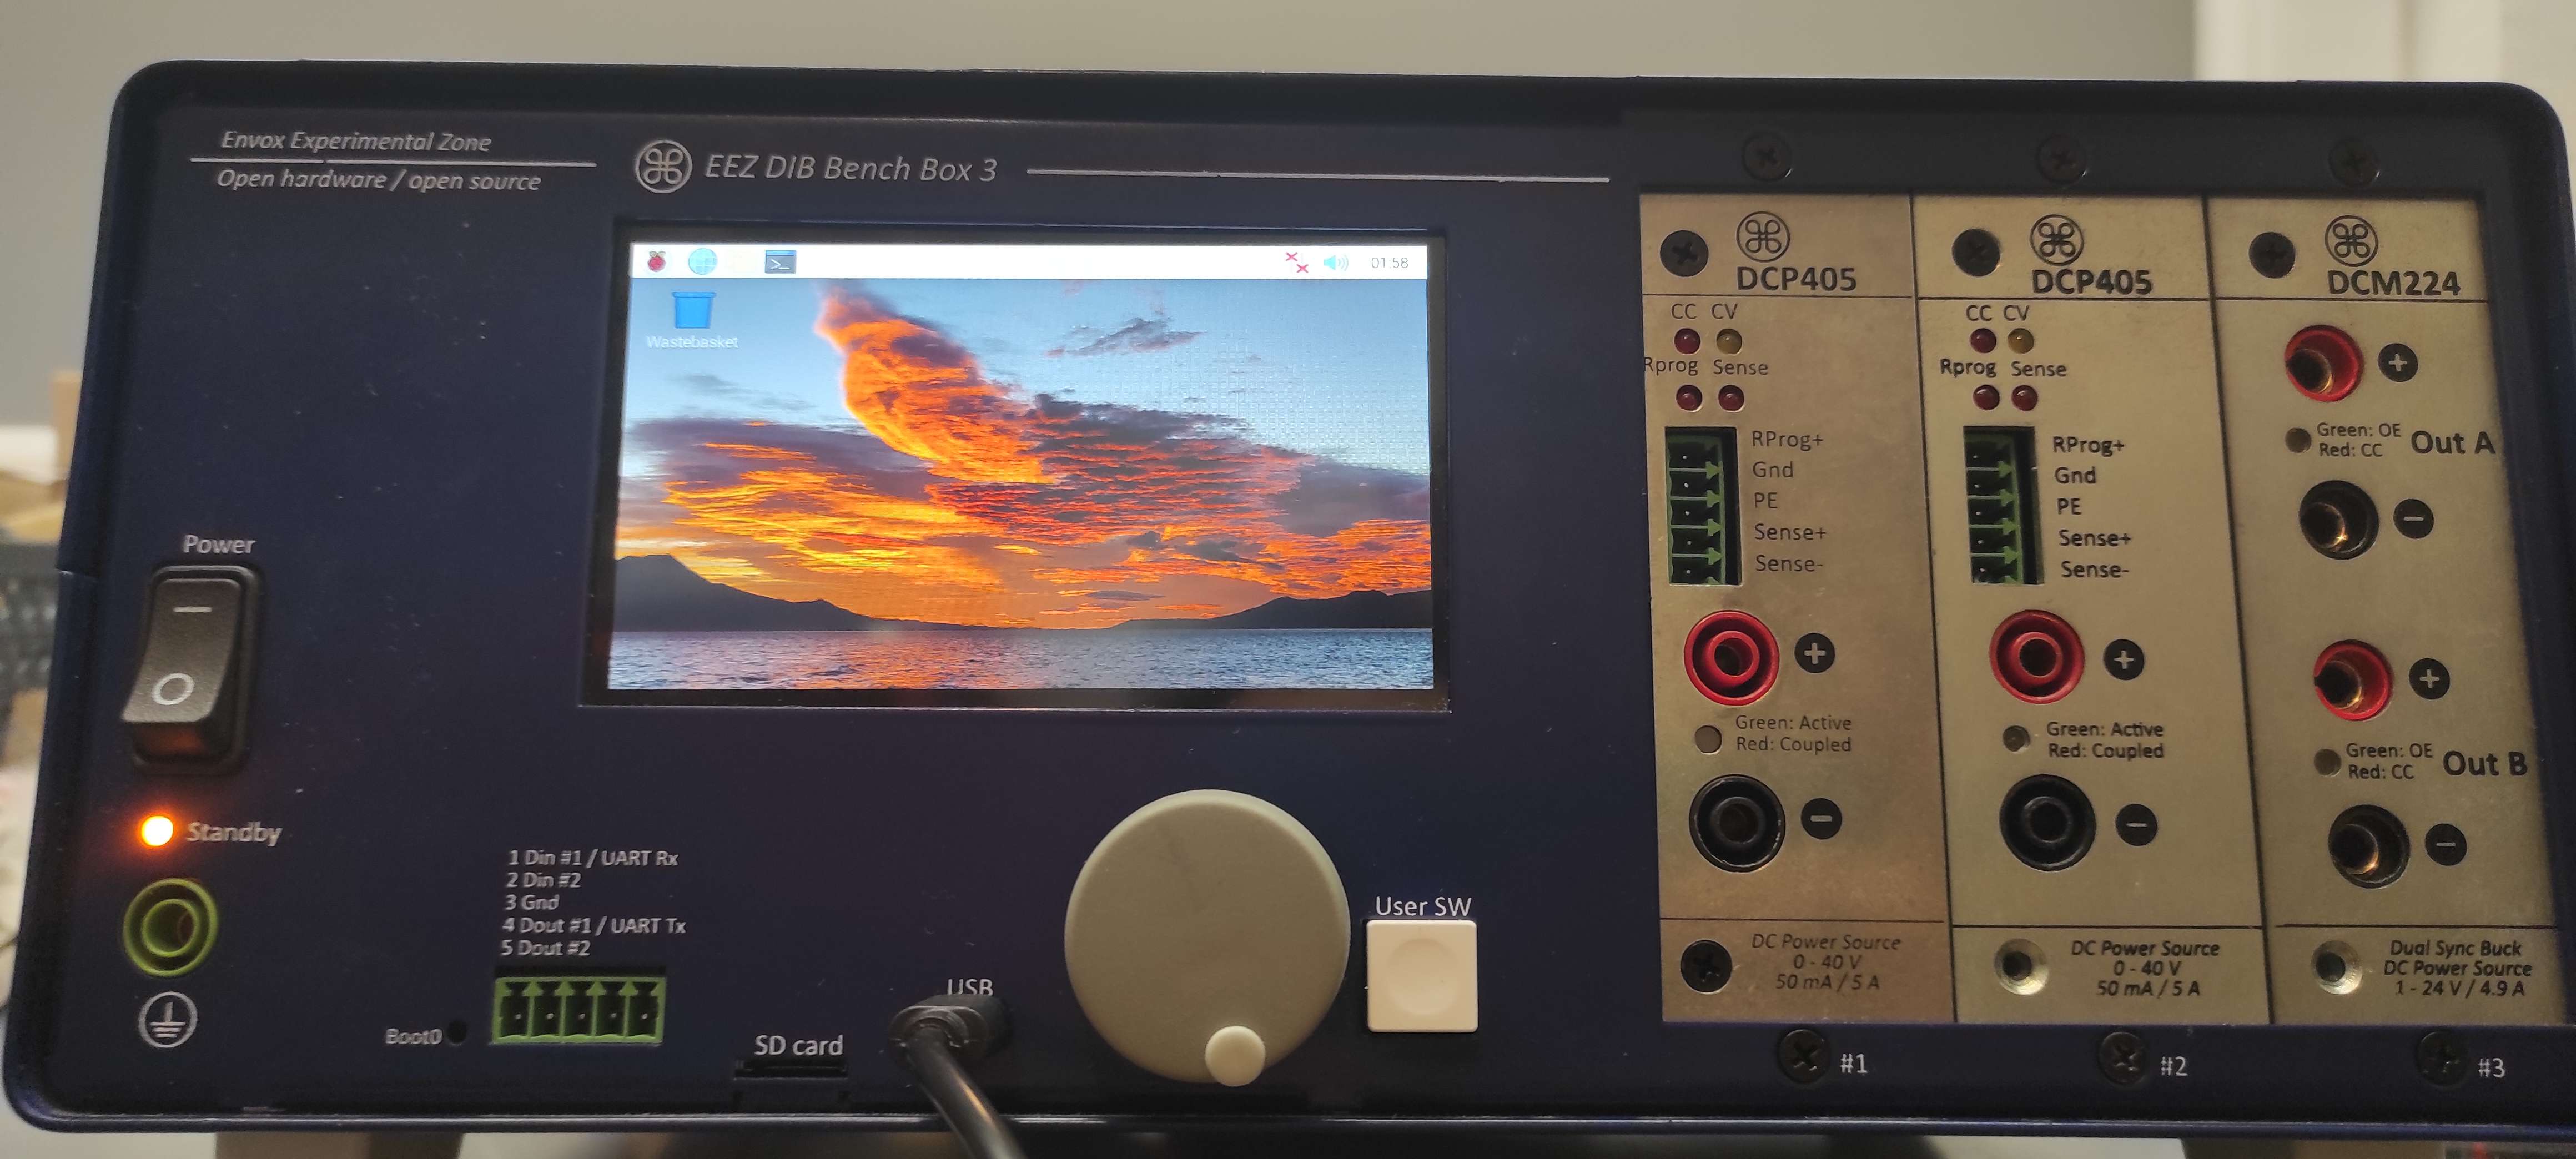 Envox Experimental Zone
Open hardware / open source
EEZ DIB Bench Box 3
01:58
Wastebasket
Power
Standby
1 Din #1 / UART Rx
2 Din #2
3 Gnd
4 Dout #1 / UART Tx
5 Dout #2
Boot0
SD card
USB
User SW
DCP405
CC CV
Rprog Sense
RProg+
Gnd
PE
Sense+
Sense-
+
Green: Active
Red: Coupled
-
DC Power Source
0 - 40 V
50 mA / 5 A
#1
DCP405
CC CV
Rprog Sense
RProg+
Gnd
PE
Sense+
Sense-
+
Green: Active
Red: Coupled
-
DC Power Source
0 - 40 V
50 mA / 5 A
#2
DCM224
+
Green: OE
Red: CC
Out A
-
+
Green: OE
Red: CC
Out B
-
Dual Sync Buck
DC Power Source
1 - 24 V / 4.9 A
#3